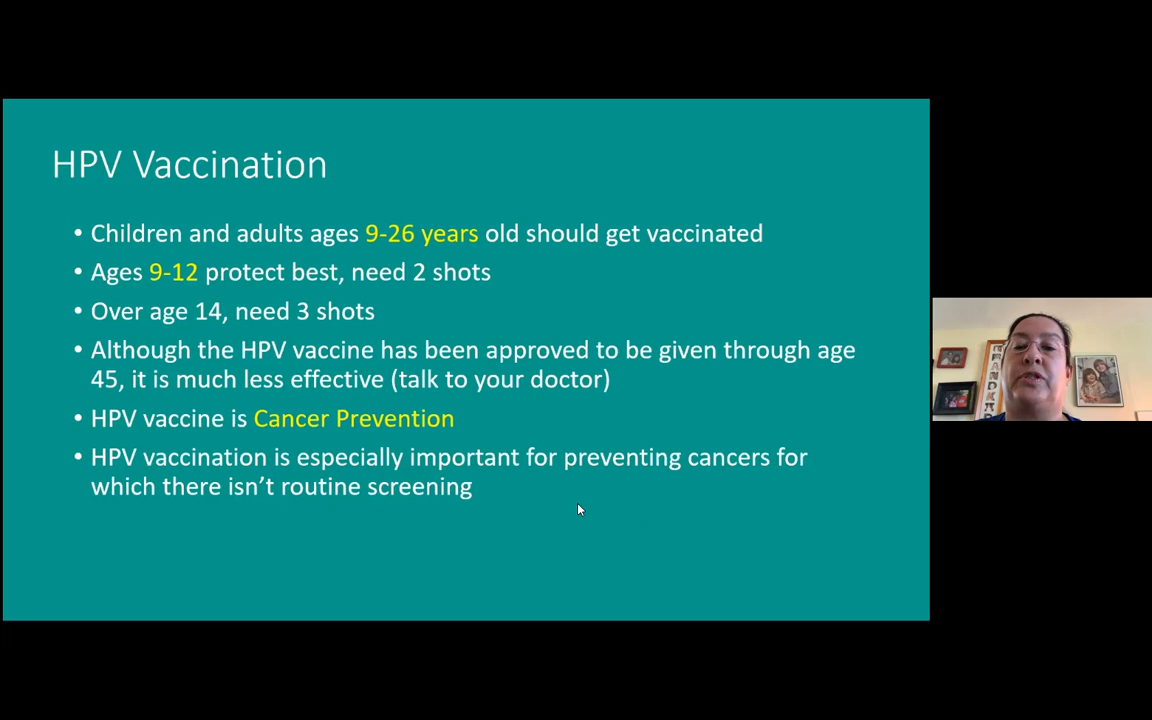 HPV Vaccination
• Children and adults ages 9-26 years old should get vaccinated
• Ages 9-12 protect best, need 2 shots
• Over age 14, need 3 shots
• Although the HPV vaccine has been approved to be given through age
45, it is much less effective (talk to your doctor)
• HPV vaccine is Cancer Prevention
• HPV vaccination is especially important for preventing cancers for
which there isn’t routine screening